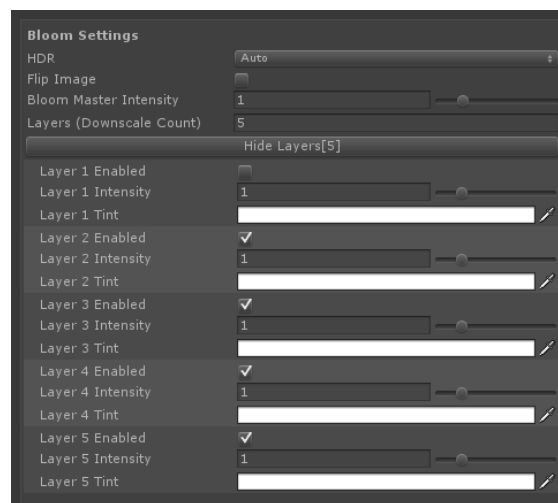 Bloom Settings
HDR Auto
Flip Image
Bloom Master Intensity 1
Layers (Downscale Count) 5
Hide Layers[5]
Layer 1 Enabled
Layer 1 Intensity 1
Layer 1 Tint
Layer 2 Enabled
Layer 2 Intensity 1
Layer 2 Tint
Layer 3 Enabled
Layer 3 Intensity 1
Layer 3 Tint
Layer 4 Enabled
Layer 4 Intensity 1
Layer 4 Tint
Layer 5 Enabled
Layer 5 Intensity 1
Layer 5 Tint